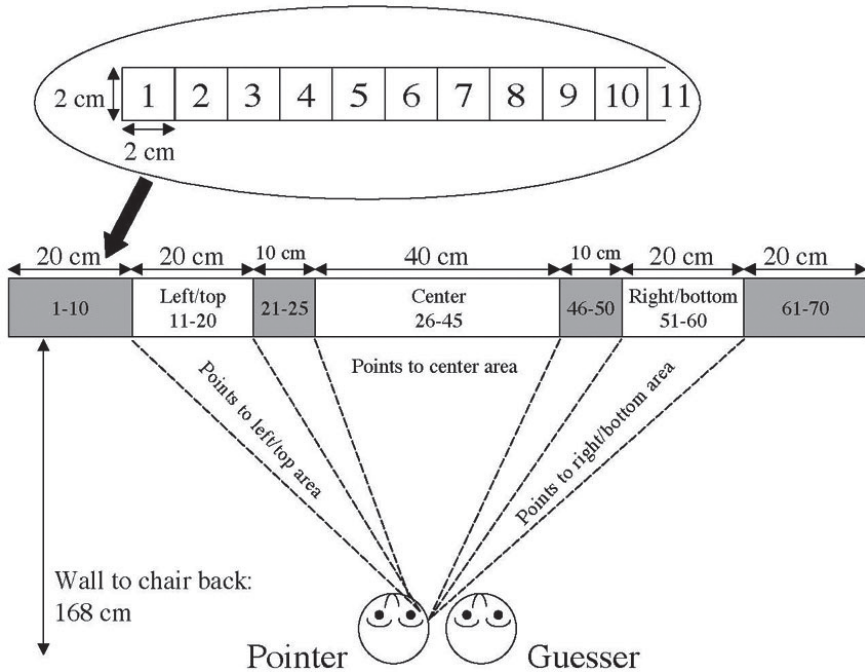 2 cm
1 2 3 4 5 6 7 8 9 10 11
2 cm
20 cm 20 cm 10 cm 40 cm 10 cm 20 cm 20 cm
1-10
Left/top
11-20
21-25
Center
26-45
46-50
Right/bottom
51-60
61-70
Points to left/top area
Points to center area
Points to right/bottom area
Wall to chair back:
168 cm
Pointer
Guesser